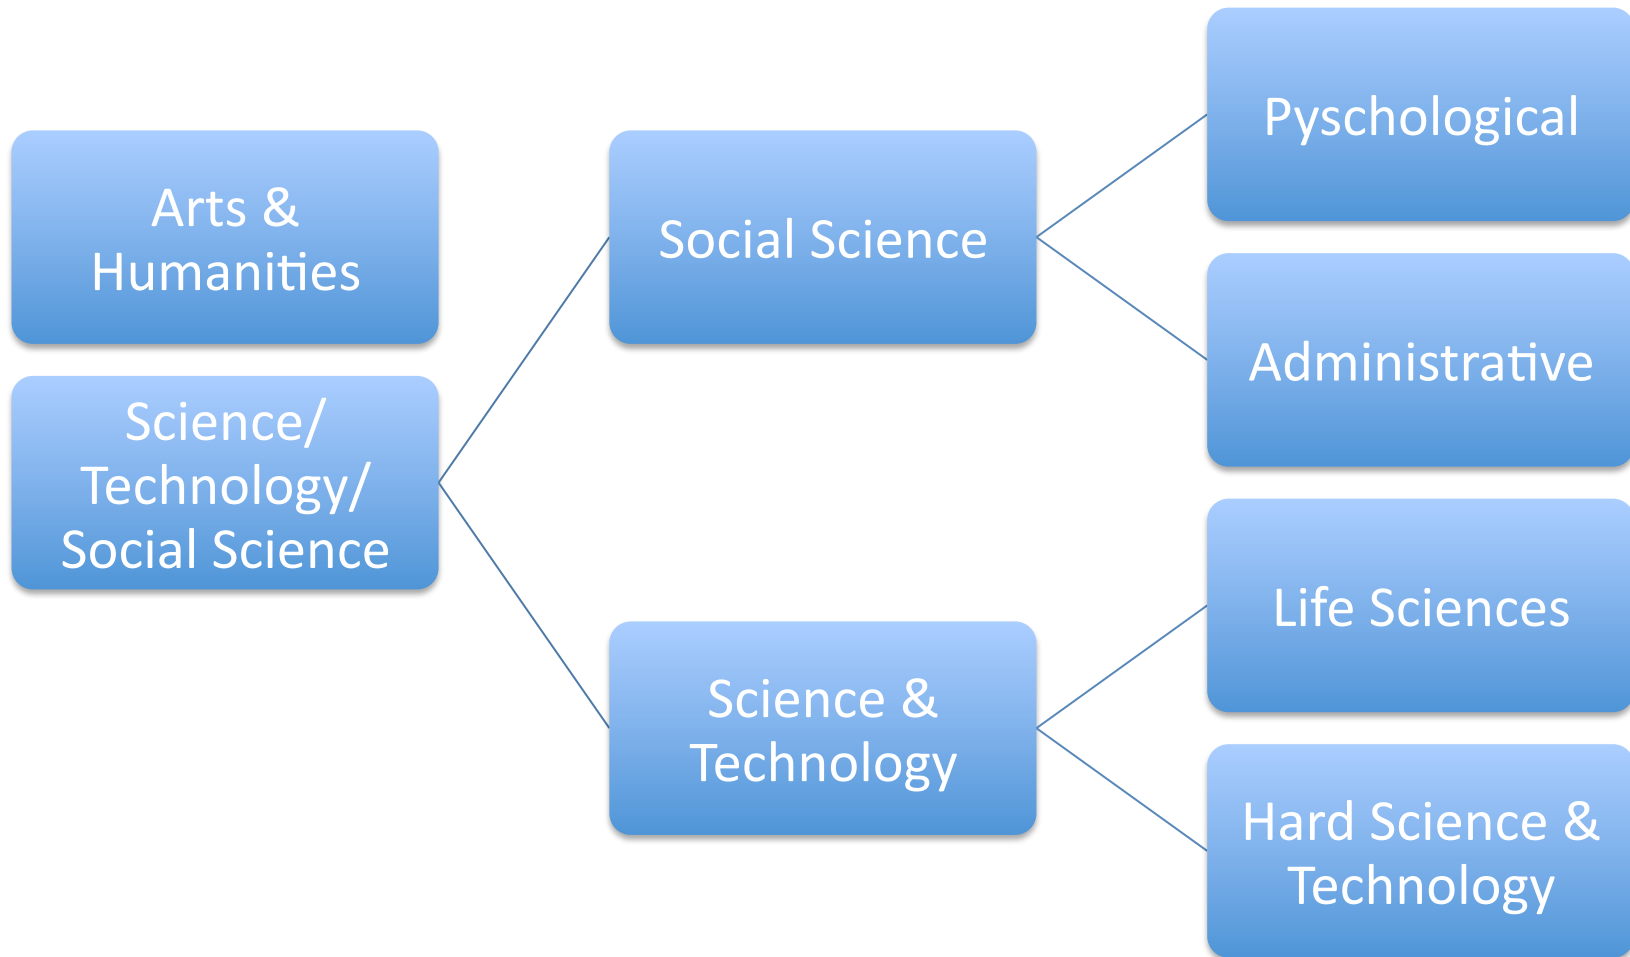 Arts &
Humanities
Science/
Technology/
Social Science
Social Science
Science &
Technology
Pyschological
Administrative
Life Sciences
Hard Science &
Technology